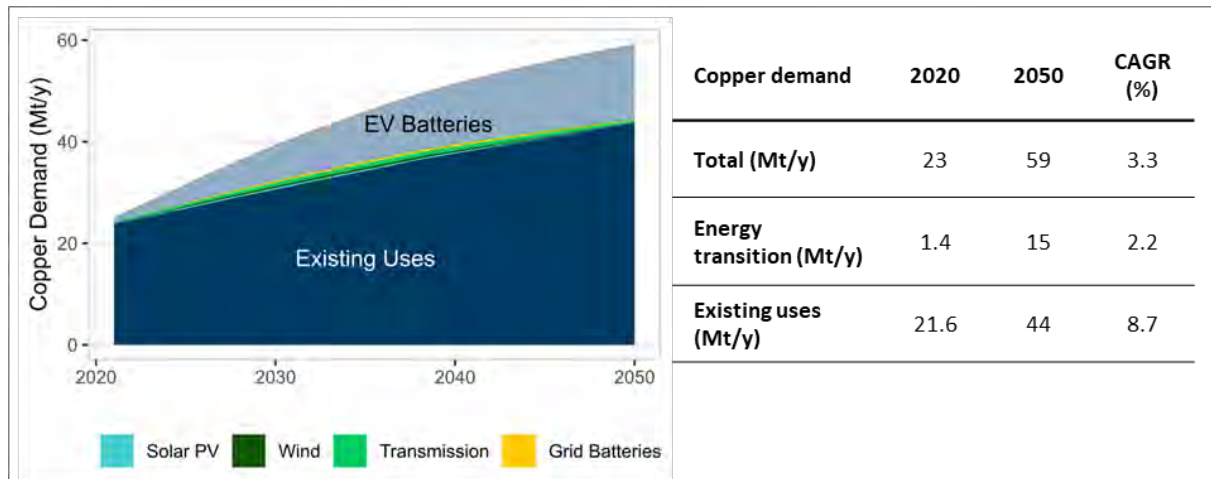 Copper Demand (Mt/y)
60
40
20
0
EV Batteries
Existing Uses
2020
2030
2040
2050
Solar PV
Wind
Transmission
Grid Batteries
Copper demand 2020 2050 CAGR
(%)
Total (Mt/y) 23 59 3.3
Energy
transition (Mt/y) 1.4 15 2.2
Existing uses
(Mt/y) 21.6 44 8.7